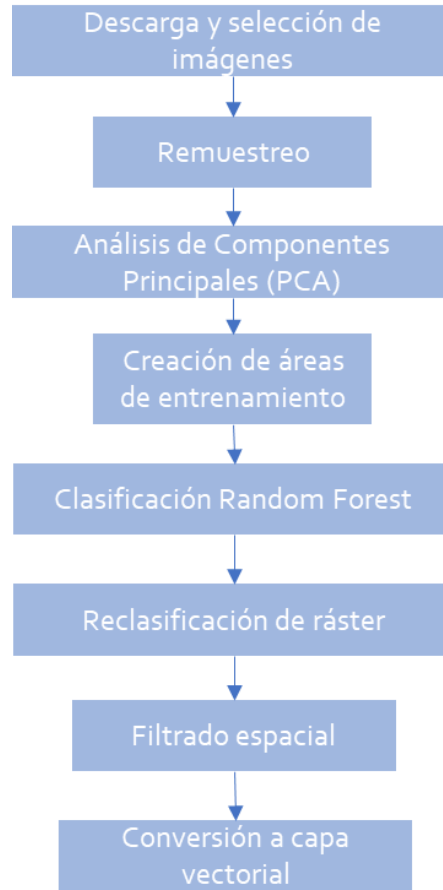 Descarga y selección de
imágenes
Remuestreo
Análisis de Componentes
Principales (PCA)
Creación de áreas
de entrenamiento
Clasificación Random Forest
Reclasificación de ráster
Filtrado espacial
Conversión a capa
vectorial